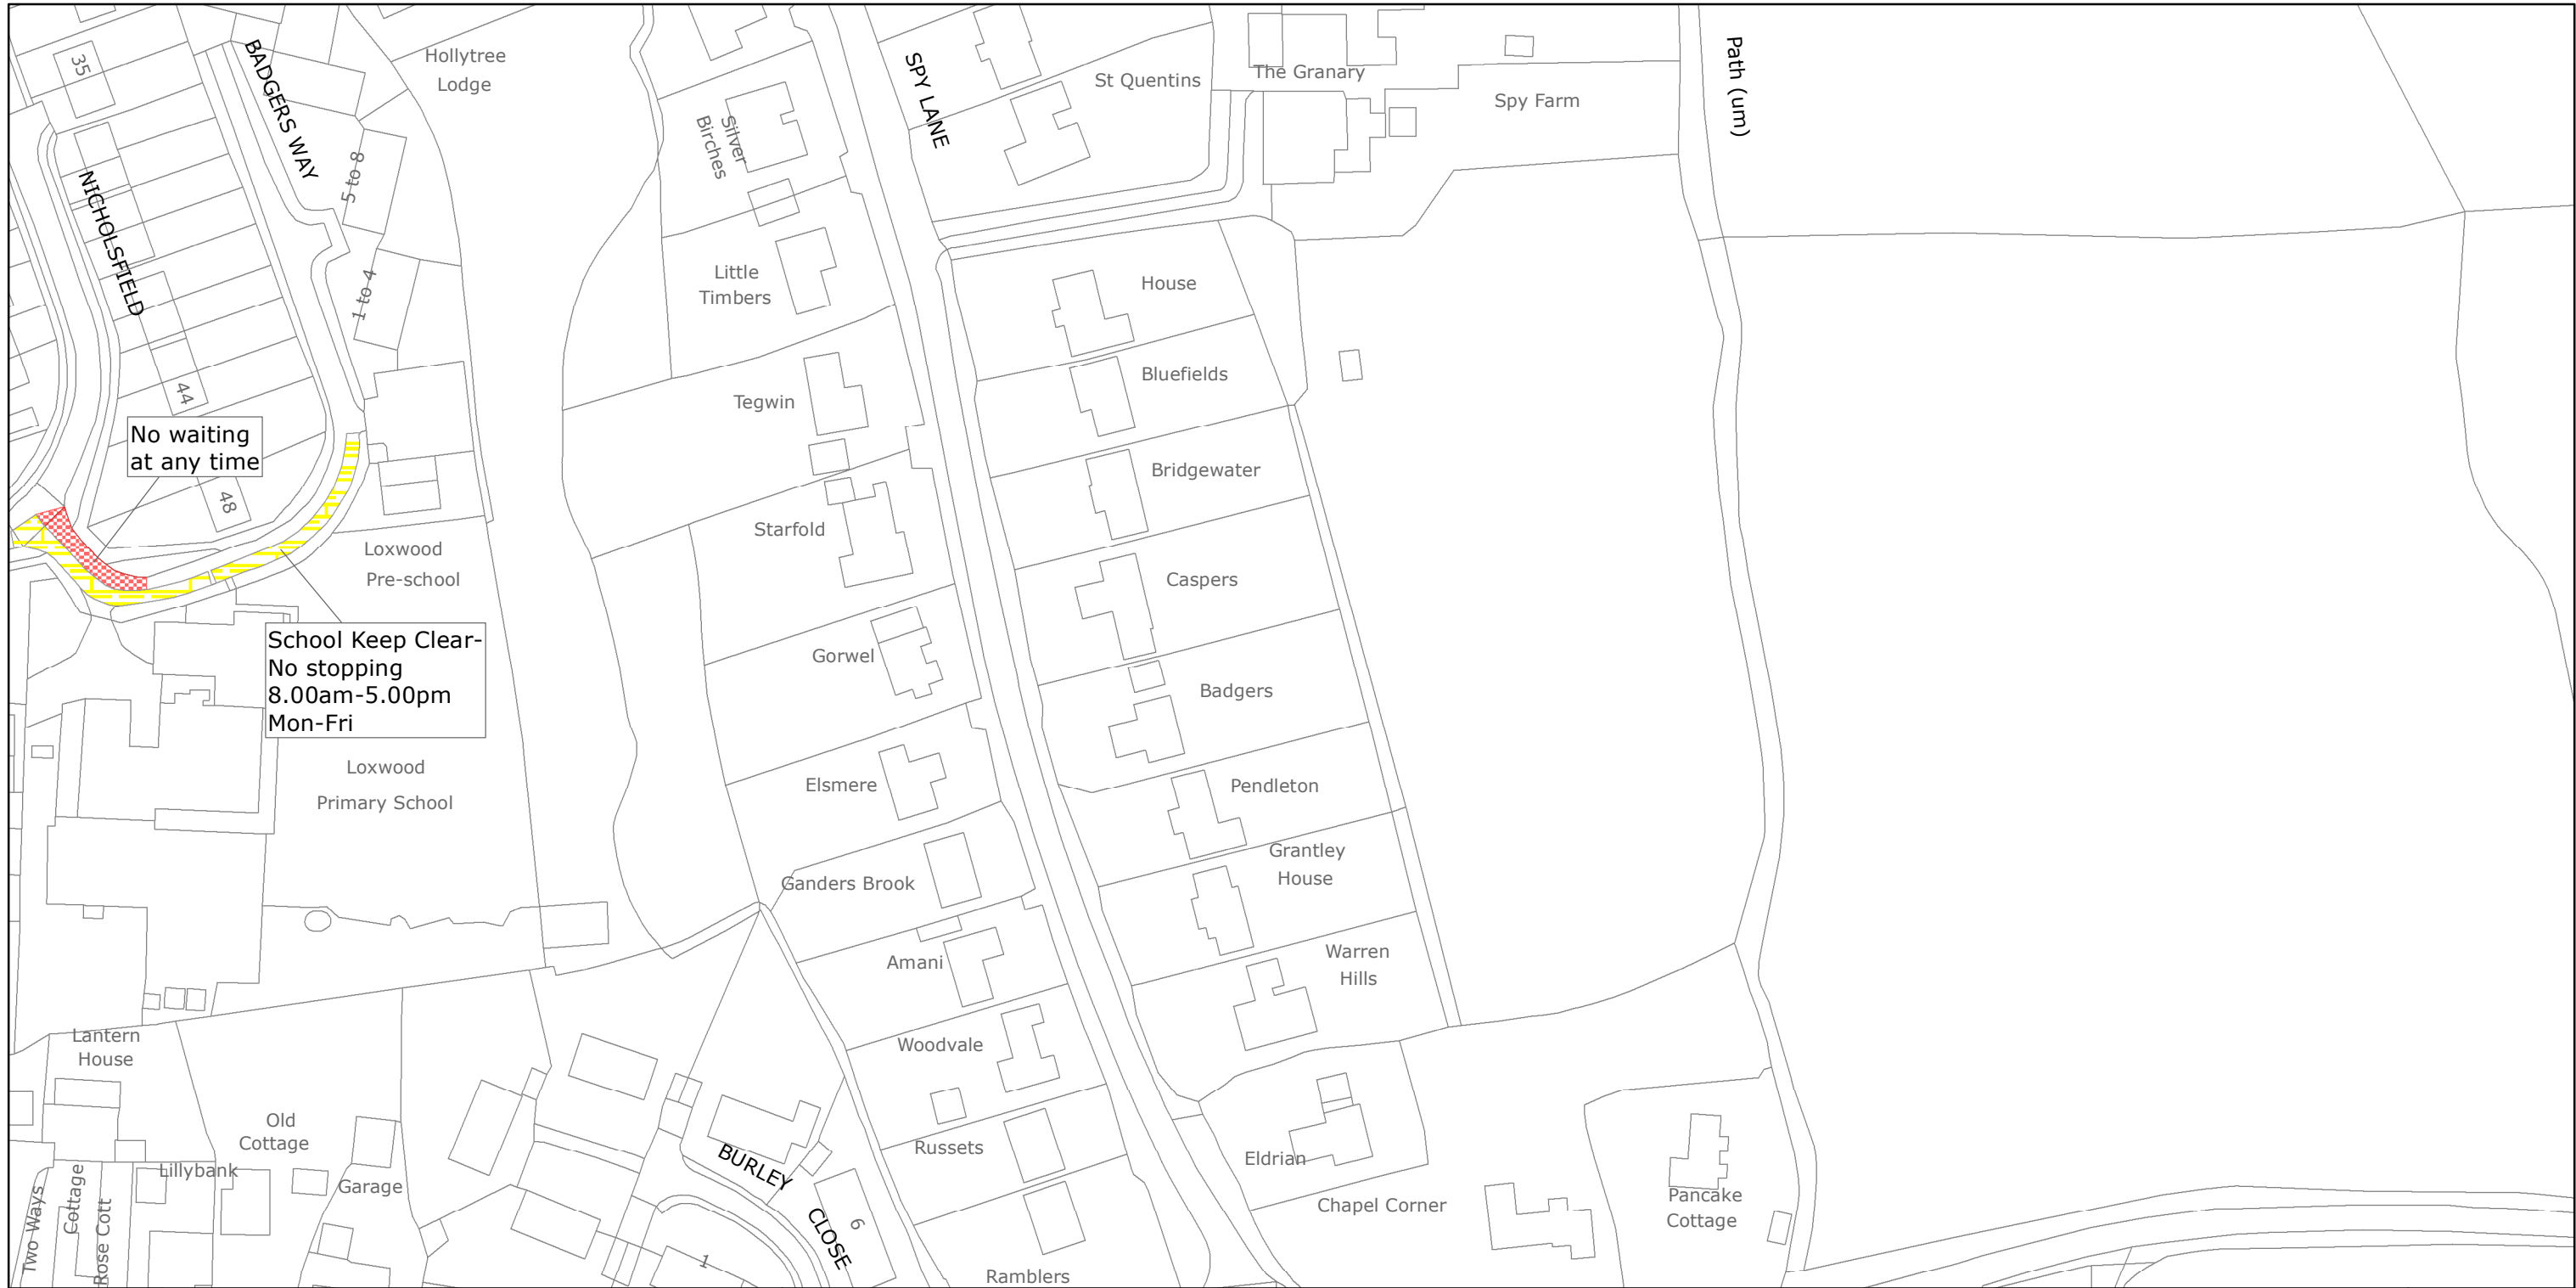 35
BADGERS WAY
Hollytree
Lodge
SPY LANE
St Quentins
The Granary
Spy Farm
Path (um)
NICHOLSFIELD
5 to 8
Silver
Birches
1 to 4
Little
Timbers
House
44
Tegwin
Bluefields
No waiting
at any time
48
Bridgewater
Starfold
Loxwood
Pre-school
Caspers
School Keep Clear-
No stopping
8.00am-5.00pm
Mon-Fri
Gorwel
Badgers
Loxwood
Primary School
Elsmere
Pendleton
Ganders Brook
Grantley
House
Amani
Warren
Hills
Lantern
House
Woodvale
Old
Cottage
Lillybank
Garage
Two Ways
Cottage
Rose Cott
BURLEY
CLOSE
6
1
Russets
Eldrian
Chapel Corner
Pancake
Cottage
Ramblers